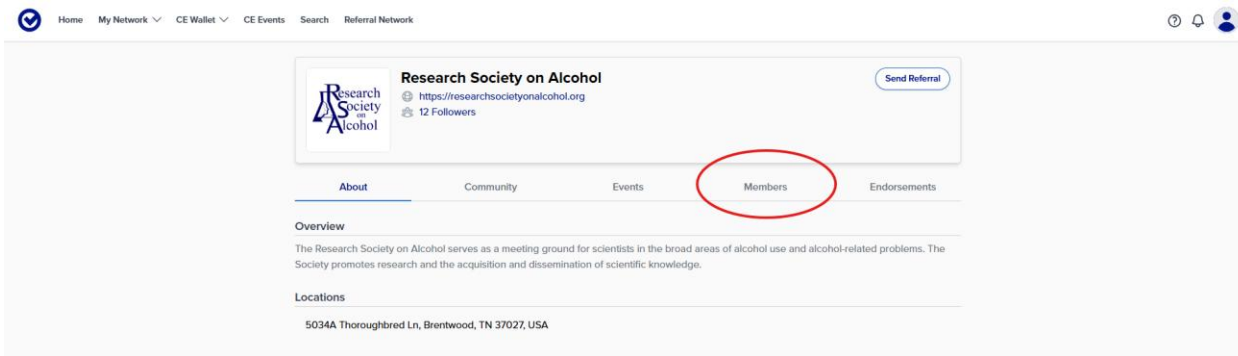 Home My Network CE Wallet CE Events Search Referral Network
Research Society on Alcohol
Research Society on Alcohol
Send Referral
https://researchsocietyonalcohol.org
12 Followers
About Community Events Members Endorsements
Overview
The Research Society on Alcohol serves as a meeting ground for scientists in the broad areas of alcohol use and alcohol-related problems. The
Society promotes research and the acquisition and dissemination of scientific knowledge.
Locations
5034A Thoroughbred Ln, Brentwood, TN 37027, USA